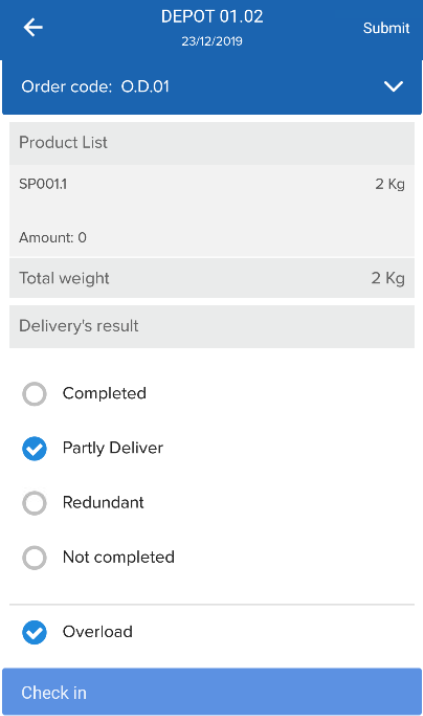 DEPOT 01.02
23/12/2019
Submit
Order code: O.D.01
Product List
SP001.1 2 Kg
Amount: 0
Total weight 2 Kg
Delivery's result
Completed
Partly Deliver
Redundant
Not completed
Overload
Check in